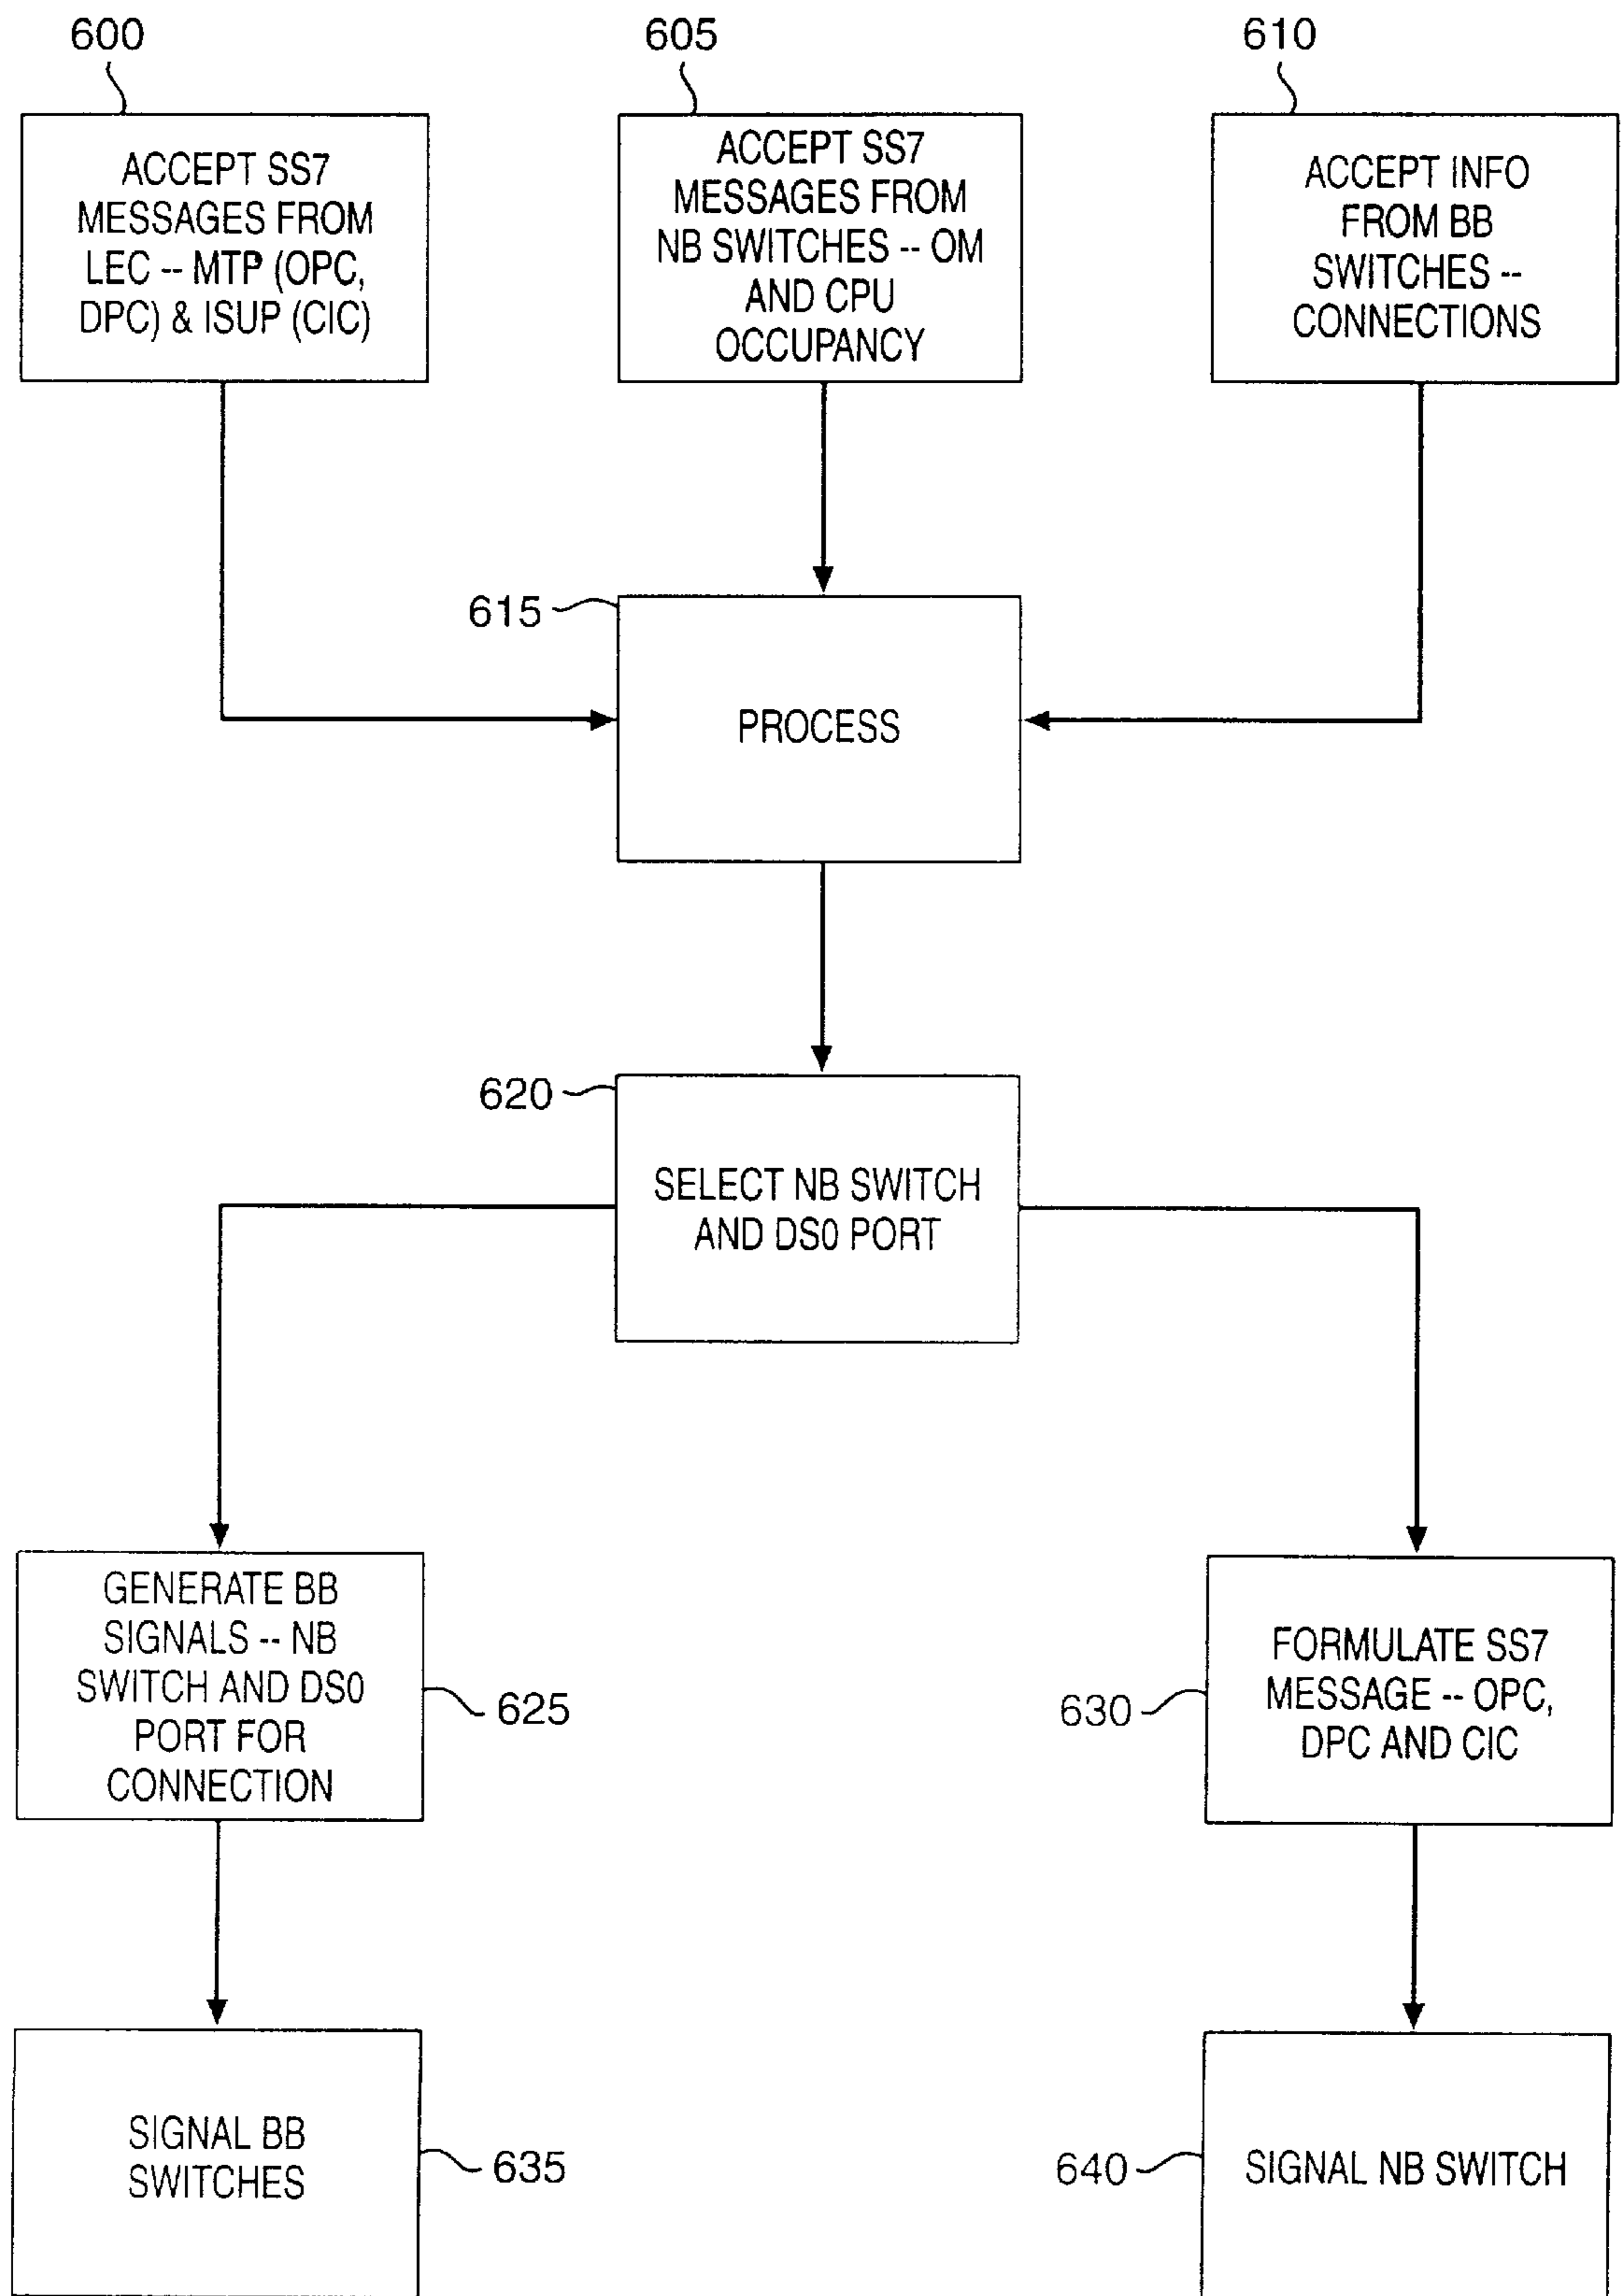 600
605
610
ACCEPT SS7
MESSAGES FROM
LEC -- MTP (OPC,
DPC) & ISUP (CIC)
ACCEPT SS7
MESSAGES FROM
NB SWITCHES -- OM
AND CPU
OCCUPANCY
ACCEPT INFO
FROM BB
SWITCHES --
CONNECTIONS
615
PROCESS
620
SELECT NB SWITCH
AND DS0 PORT
GENERATE BB
SIGNALS -- NB
SWITCH AND DS0
PORT FOR
CONNECTION
625
630
FORMULATE SS7
MESSAGE -- OPC,
DPC AND CIC
SIGNAL BB
SWITCHES
635
640
SIGNAL NB SWITCH